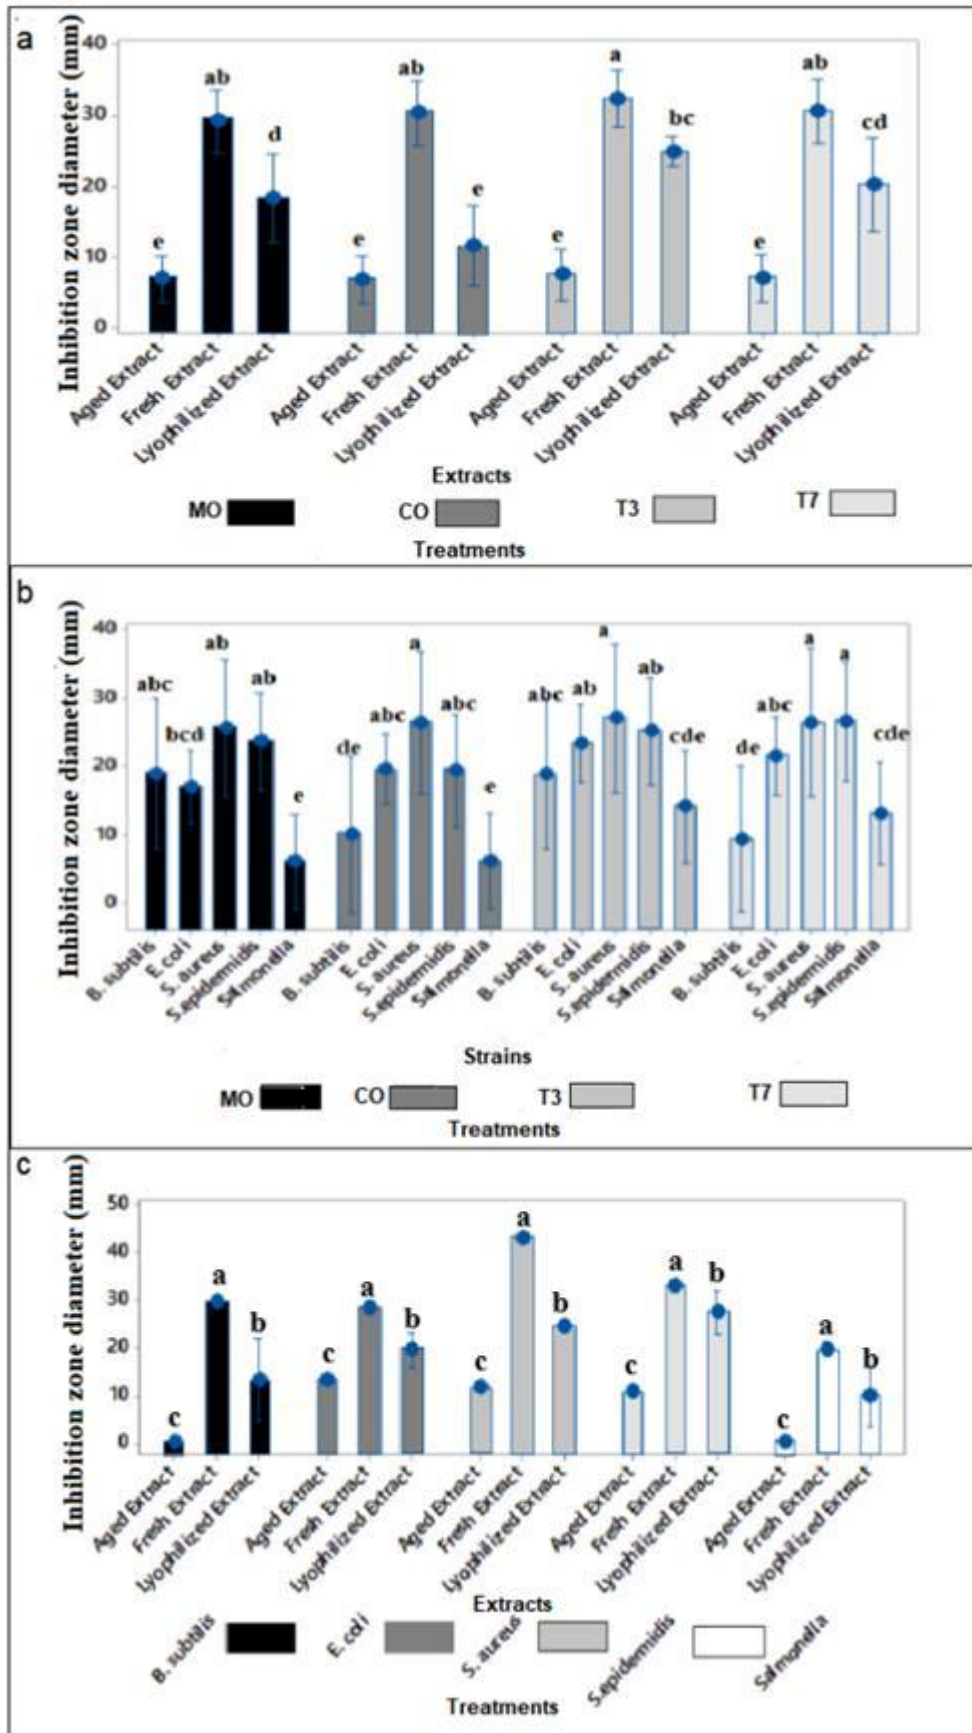 a
Inhibition zone diameter (mm)
40
30
20
10
0
e
ab
d
e
ab
e
e
a
bc
e
ab
cd
Aged Extract
Fresh Extract
Lyophilized Extract
Aged Extract
Fresh Extract
Lyophilized Extract
Aged Extract
Fresh Extract
Lyophilized Extract
Aged Extract
Fresh Extract
Lyophilized Extract
Extracts
MO CO T3 T7
Treatments
b
Inhibition zone diameter (mm)
40
30
20
10
0
abc
bcd
ab
ab
e
de
abc
a
abc
e
abc
ab
a
ab
cde
de
abc
a
a
cde
B. subtilis
E coli
S. aureus
S.epidermidis
Salmonella
B. subtilis
E coli
S. aureus
S.epidermidis
Salmonella
B. subtilis
E coli
S. aureus
S.epidermidis
Salmonella
B. subtilis
E coli
S. aureus
S.epidermidis
Salmonella
Strains
MO CO T3 T7
Treatments
c
Inhibition zone diameter (mm)
50
40
30
20
10
0
c
a
b
c
a
b
c
a
b
c
a
b
c
a
b
Aged Extract
Fresh Extract
Lyophilized Extract
Aged Extract
Fresh Extract
Lyophilized Extract
Aged Extract
Fresh Extract
Lyophilized Extract
Aged Extract
Fresh Extract
Lyophilized Extract
Aged Extract
Fresh Extract
Lyophilized Extract
Extracts
B. subtilis E. coli S. aureus S.epidermidis Salmonella
Treatments